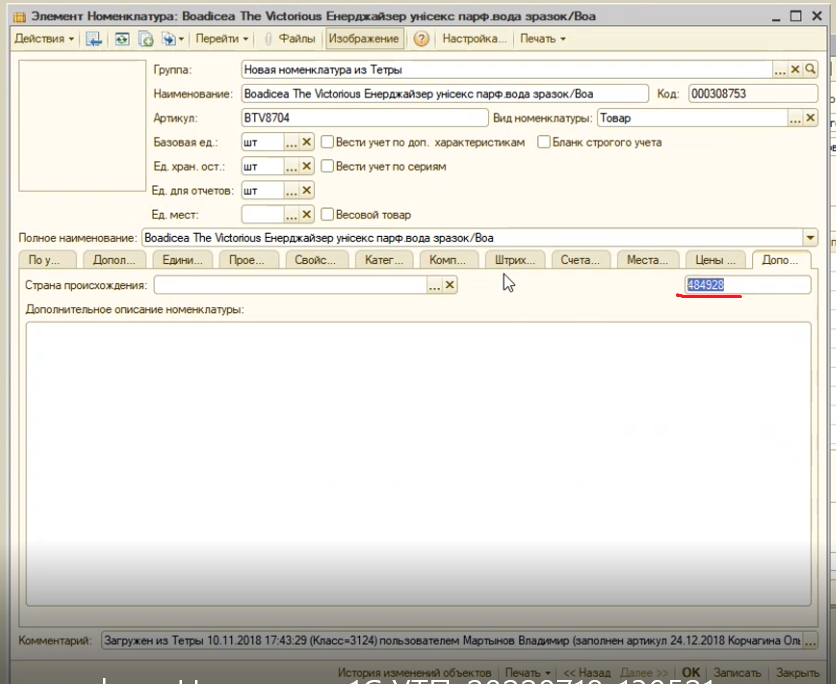 Элемент Номенклатура: Boadicea The Victorious Енерджайзер унісекс парф.вода зразок/Boa
Действия Перейти Файлы Изображение Настройка... Печать
Группа: Новая номенклатура из Тетры
Наименование: Boadicea The Victorious Енерджайзер унісекс парф.вода зразок/Boa Код: 000308753
Артикул: BTV8704 Вид номенклатуры: Товар
Базовая ед.: шт Вести учет по доп. характеристикам Бланк строгого учета
Ед. хран. ост.: шт Вести учет по сериям
Ед. для отчетов: шт
Ед. мест: Весовой товар
Полное наименование: Boadicea The Victorious Енерджайзер унісекс парф.вода зразок/Boa
По у... Допол... Едини... Прое... Свойс... Катег... Комп... Штрих... Счета... Места... Цены ... Допо...
Страна происхождения: 484928
Дополнительное описание номенклатуры:
Комментарий: Загружен из Тетры 10.11.2018 17:43:29 (Класс=3124) пользователем Мартынов Владимир (заполнен артикул 24.12.2018 Корчагина Оль
История изменений объектов Печать << Назад Далее >> OK Записать Закрыть